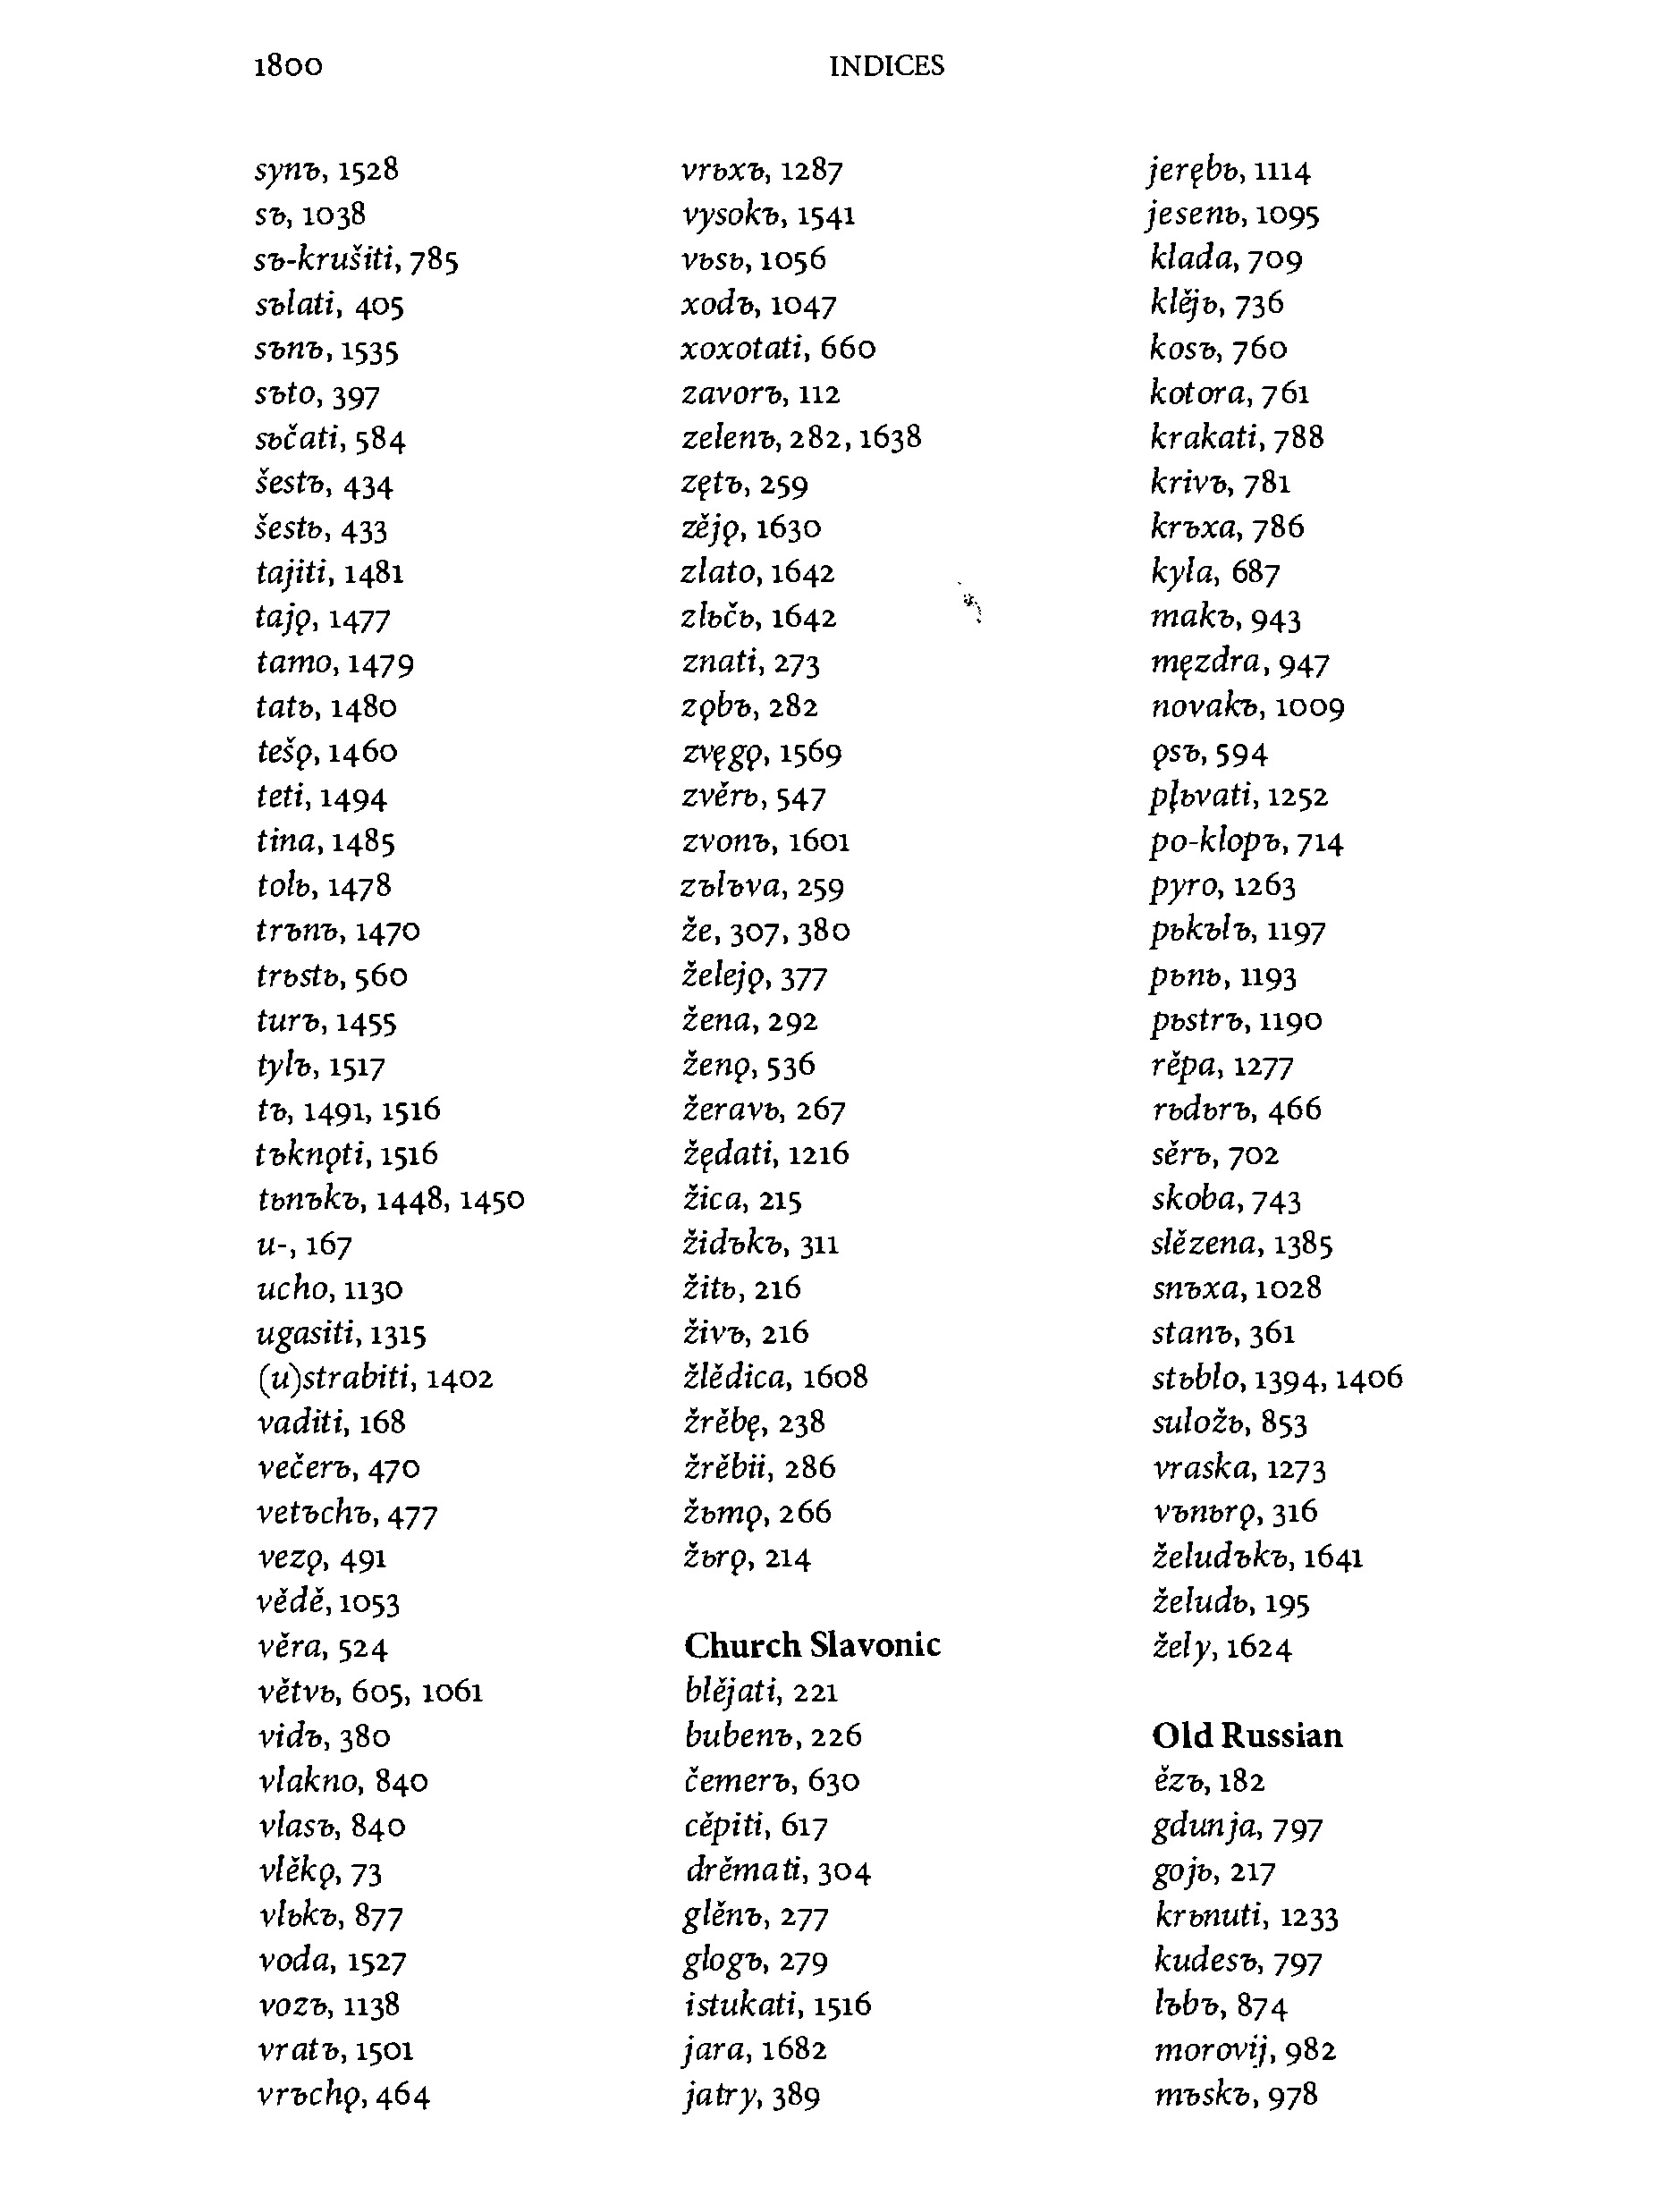 1800
INDICES
synъ, 1528
sъ, 1038
sъ-krušiti, 785
sъlati, 405
sъnъ, 1535
sъto, 397
sьčati, 584
šestъ, 434
šestь, 433
tajiti, 1481
tajǫ, 1477
tamo, 1479
tatь, 1480
tešǫ, 1460
teti, 1494
tina, 1485
tolь, 1478
trъnъ, 1470
trьstь, 560
turъ, 1455
tylъ, 1517
tъ, 1491, 1516
tъknǫti, 1516
tьnъkъ, 1448, 1450
u-, 167
ucho, 1130
ugasiti, 1315
(u)strabiti, 1402
vaditi, 168
večerъ, 470
vetъchъ, 477
vezǫ, 491
vědě, 1053
věra, 524
větvь, 605, 1061
vidъ, 380
vlakno, 840
vlasъ, 840
vlěkǫ, 73
vlьkъ, 877
voda, 1527
vozъ, 1138
vratъ, 1501
vrъchǫ, 464
vrьxъ, 1287
vysokъ, 1541
vьsь, 1056
xodъ, 1047
xoxotati, 660
zavorъ, 112
zelenъ, 282, 1638
zętъ, 259
zějǫ, 1630
zlato, 1642
zlьčь, 1642
znati, 273
zǫbъ, 282
zvęgǫ, 1569
zvěrь, 547
zvonъ, 1601
zъlъva, 259
že, 307, 380
želejǫ, 377
žena, 292
ženǫ, 536
žeravь, 267
žędati, 1216
žica, 215
židъkъ, 311
žitь, 216
živъ, 216
žlědica, 1608
žrěbę, 238
žrěbii, 286
žьmǫ, 266
žьrǫ, 214
Church Slavonic
blějati, 221
bubenъ, 226
čemerъ, 630
cěpiti, 617
drěmati, 304
glěnъ, 277
glogъ, 279
istukati, 1516
jara, 1682
jatry, 389
jerębь, 1114
jesenь, 1095
klada, 709
klějь, 736
kosъ, 760
kotora, 761
krakati, 788
krivъ, 781
krъxa, 786
kyla, 687
makъ, 943
męzdra, 947
novakъ, 1009
ǫsъ, 594
pļьvati, 1252
po-klopъ, 714
pyro, 1263
pьkъlъ, 1197
pьnь, 1193
pьstrъ, 1190
rěpa, 1277
rьdьrъ, 466
sěrъ, 702
skoba, 743
slězena, 1385
snъxa, 1028
stanъ, 361
stьblo, 1394, 1406
suložь, 853
vraska, 1273
vъnьrǫ, 316
želudъkъ, 1641
želudь, 195
žely, 1624
Old Russian
ězъ, 182
gdunja, 797
gojь, 217
krьnuti, 1233
kudesъ, 797
lъbъ, 874
morovij, 982
mъskъ, 978